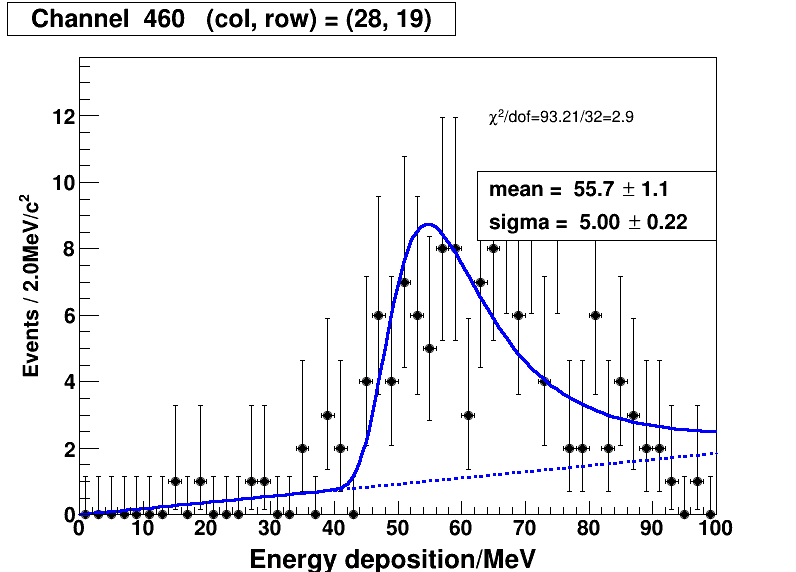 Channel 460 (col, row) = (28, 19)
χ²/dof=93.21/32=2.9
mean = 55.7 ± 1.1
sigma = 5.00 ± 0.22
Events / 2.0MeV/c²
12
10
8
6
4
2
0
0 10 20 30 40 50 60 70 80 90 100
Energy deposition/MeV